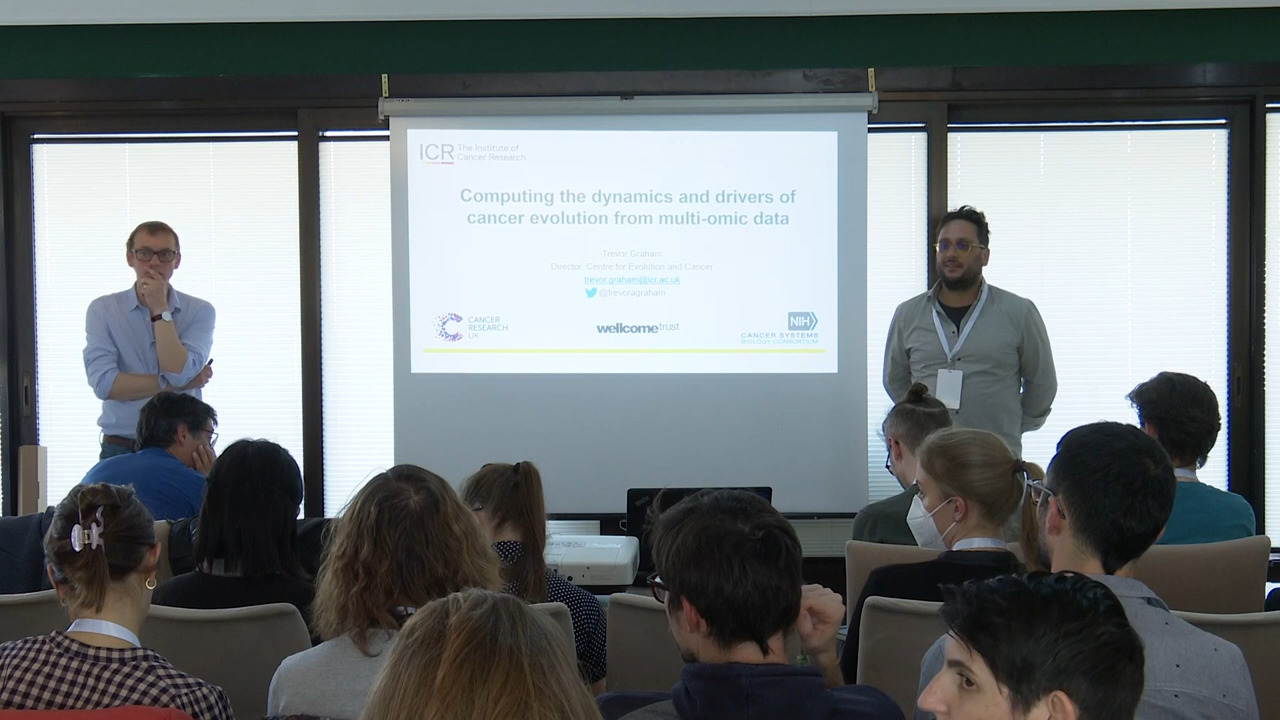 ICR The Institute of
Cancer Research
Computing the dynamics and drivers of
cancer evolution from multi-omic data
Trevor Graham
Director, Centre for Evolution and Cancer
trevor.graham@icr.ac.uk
@trevoragraham
CANCER
RESEARCH
UK
wellcome trust
NIH
CANCER SYSTEMS
BIOLOGY CONSORTIUM